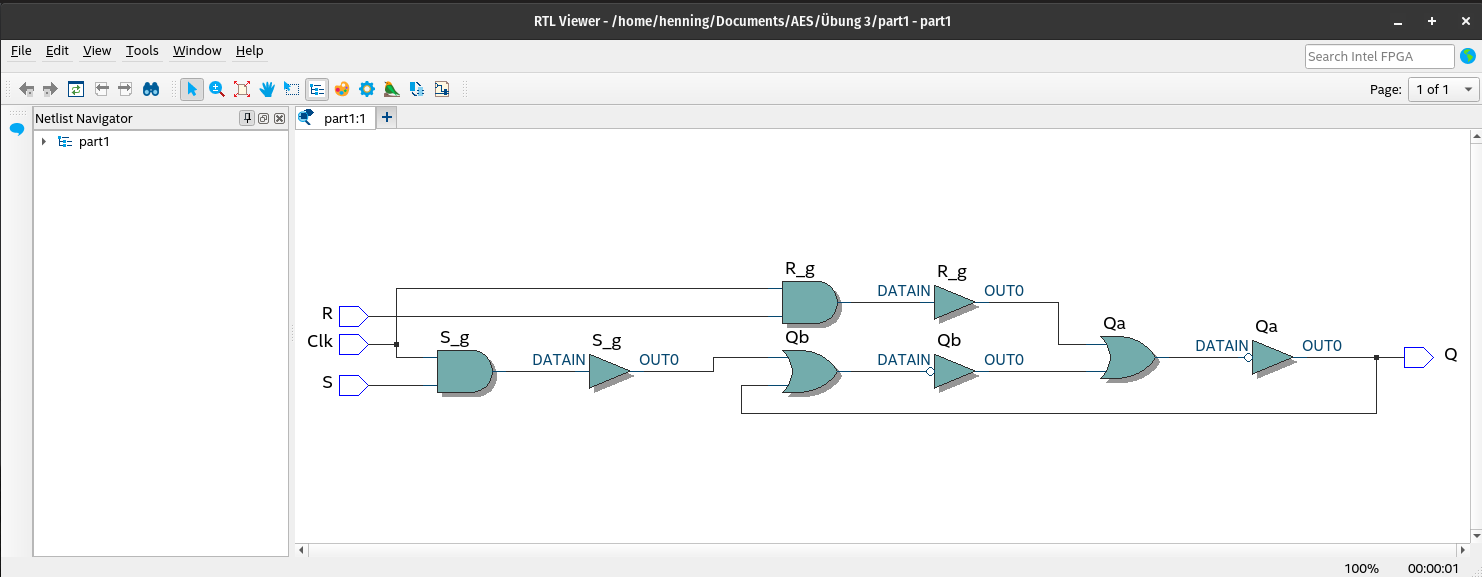 RTL Viewer - /home/henning/Documents/AES/Übung 3/part1 - part1
File Edit View Tools Window Help
Search Intel FPGA
Page: 1 of 1
Netlist Navigator
part1:1
part1
R_g
R_g
DATAIN
OUT0
R
Clk
S_g
S_g
Qb
Qb
Qa
Qa
DATAIN
OUT0
DATAIN
OUT0
DATAIN
OUT0
Q
S
100% 00:00:01